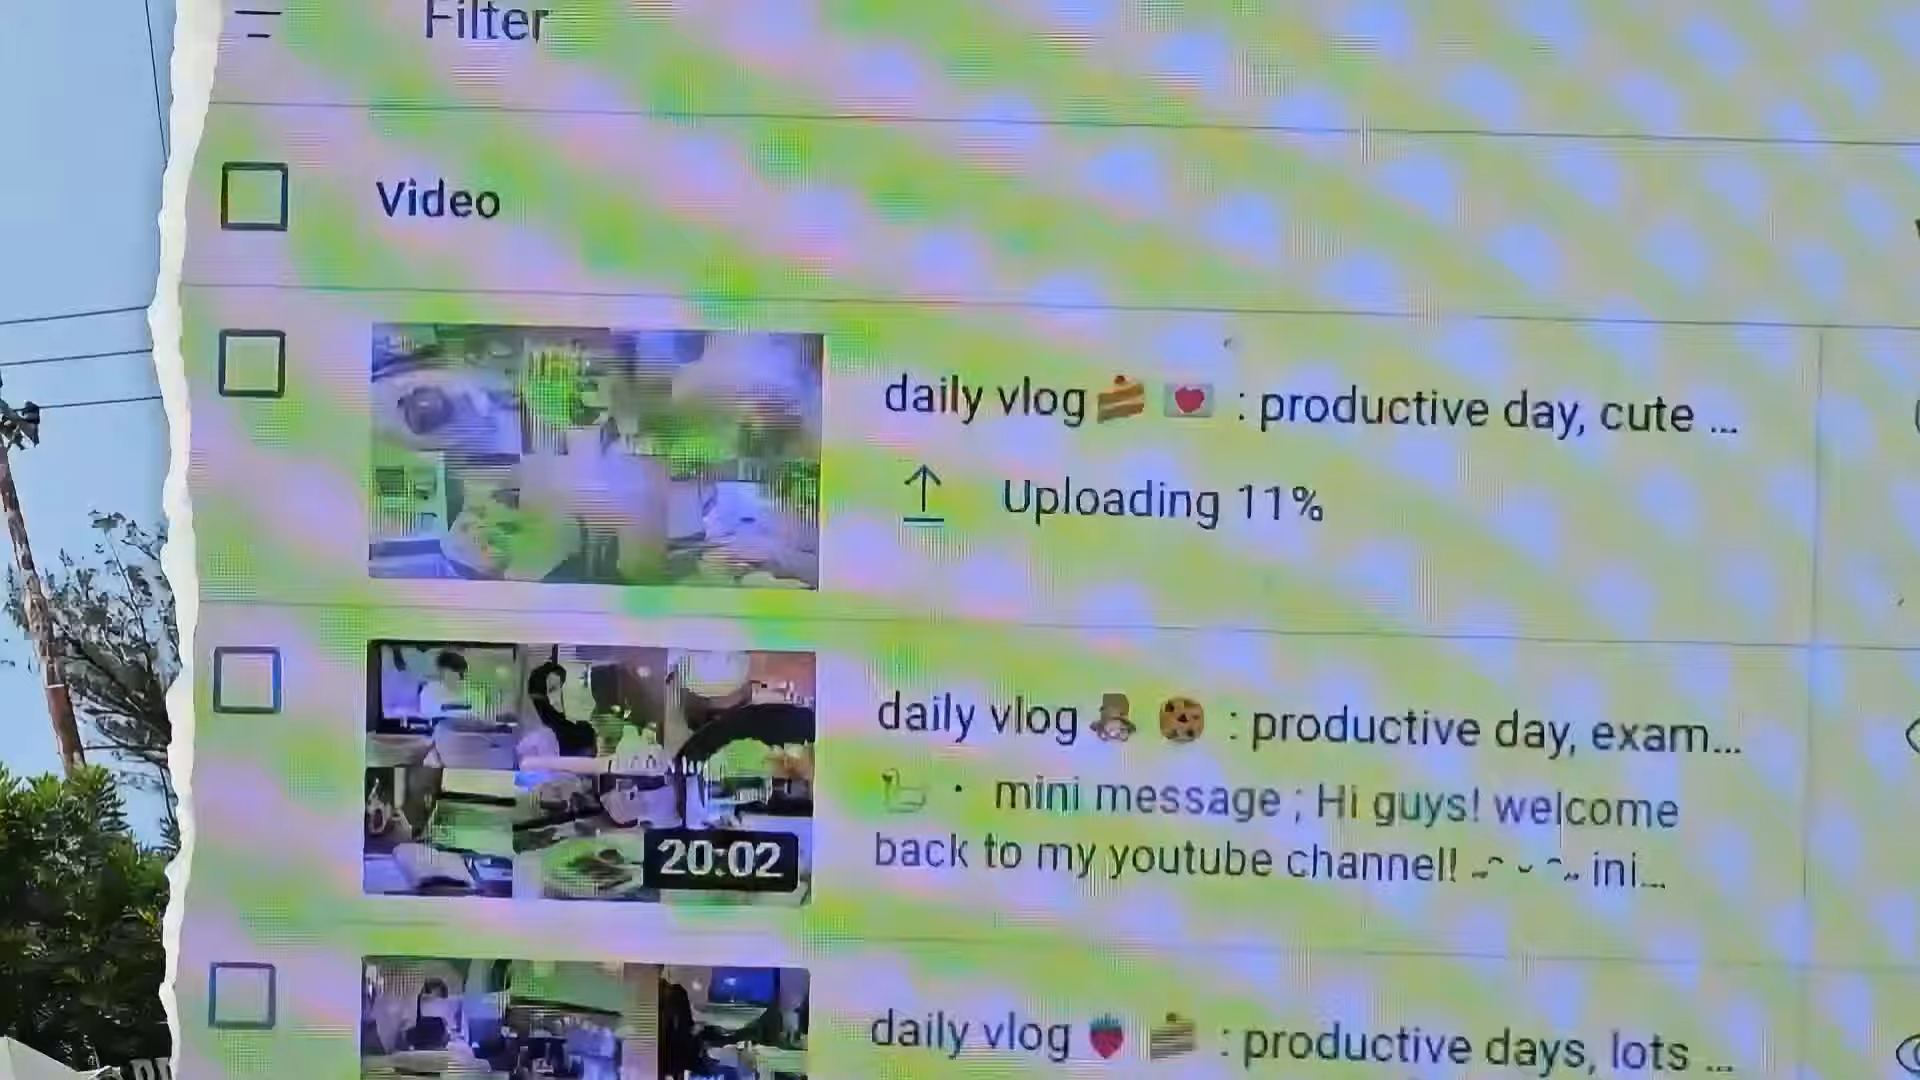 Filter
Video
daily vlog🍰 💌 : productive day, cute ...
Uploading 11%
daily vlog 🍪 : productive day, exam...
20:02
mini message ; Hi guys! welcome
back to my youtube channel! ˶ᵔ ᵕ ᵔ˶ ini...
daily vlog 🍓 🍰 : productive days, lots ...